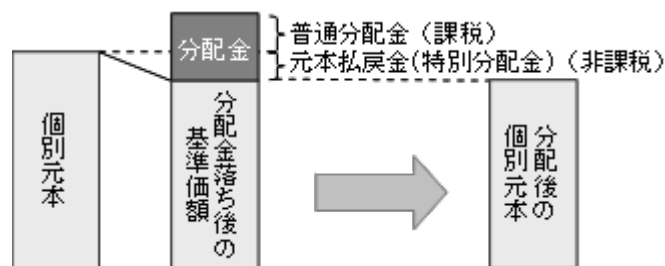 分配金
普通分配金（課税）
元本払戻金(特別分配金)（非課税）
個別元本
分配金落ち後の
基準価額
分配後の
個別元本